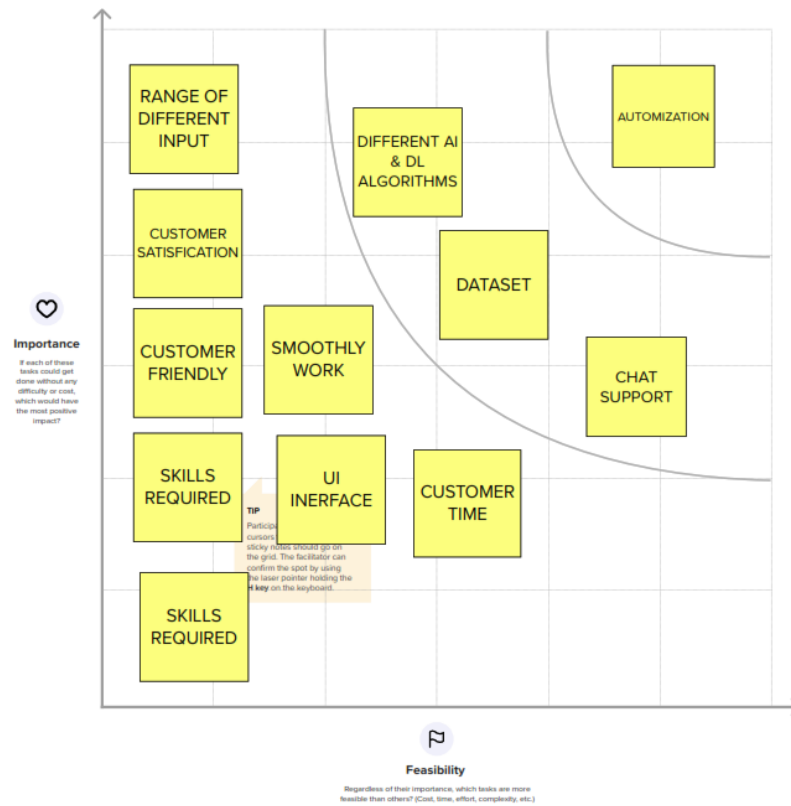 RANGE OF
DIFFERENT
INPUT
DIFFERENT AI
& DL
ALGORITHMS
AUTOMIZATION
CUSTOMER
SATISFICATION
DATASET
Importance
If each of these
tasks could get
done without any
difficulty or cost,
which would have
the most positive
impact?
CUSTOMER
FRIENDLY
SMOOTHLY
WORK
CHAT
SUPPORT
SKILLS
REQUIRED
UI
INERFACE
CUSTOMER
TIME
TIP
cursors
sticky notes should go on
the grid. The facilitator can
confirm the spot by using
the laser pointer holding the
H key on the keyboard.
SKILLS
REQUIRED
Feasibility
Regardless of their importance, which tasks are more
feasible than others? (Cost, time, effort, complexity, etc.)